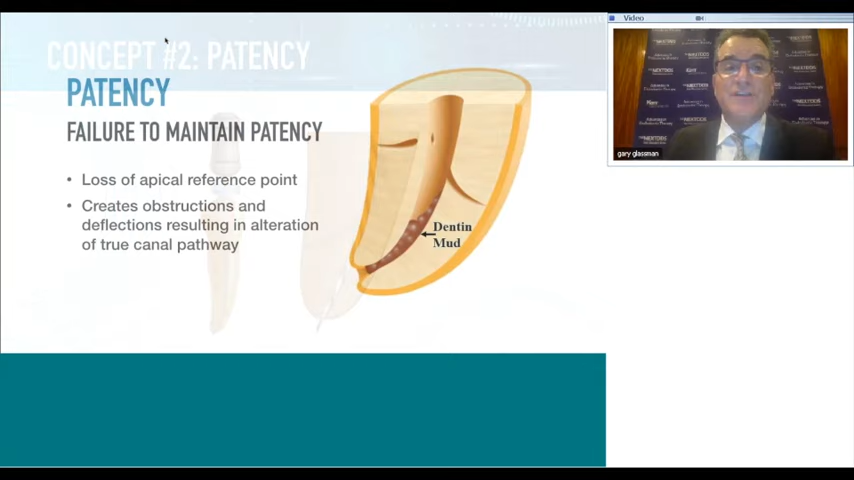 CONCEPT #2: PATENCY
PATENCY
FAILURE TO MAINTAIN PATENCY
• Loss of apical reference point
• Creates obstructions and
deflections resulting in alteration
of true canal pathway
Dentin
Mud
Video
gary glassman